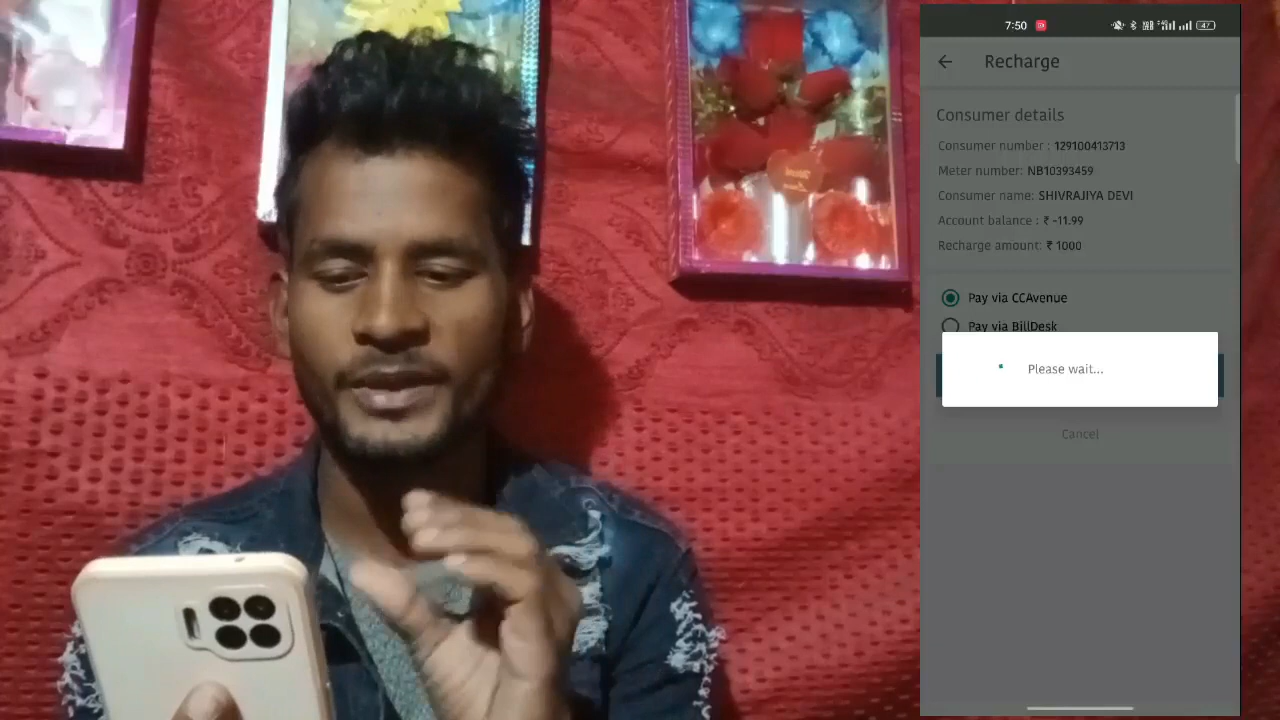 7:50
47
Recharge
Consumer details
Consumer number : 129100413713
Meter number: NB10393459
Consumer name: SHIVRAJIYA DEVI
Account balance : ₹ -11.99
Recharge amount: ₹ 1000
Pay via CCAvenue
Pay via BillDesk
Please wait...
Cancel